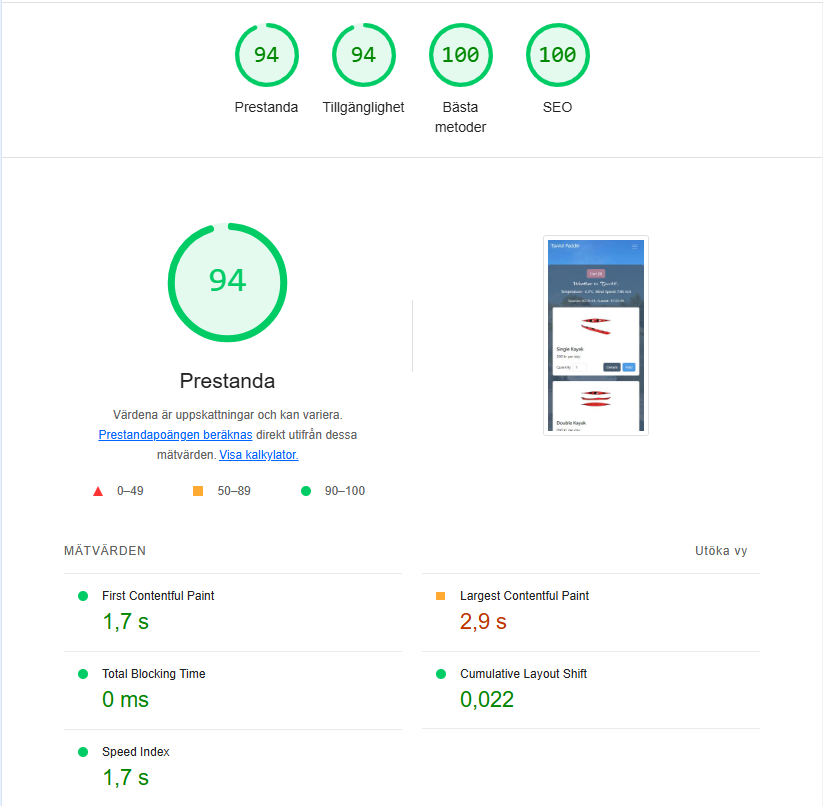 94
94
100
100
Prestanda
Tillgänglighet
Bästa
metoder
SEO
94
Prestanda
Värdena är uppskattningar och kan variera.
Prestandapoängen beräknas direkt utifrån dessa
mätvärden. Visa kalkylator.
0–49
50–89
90–100
Single Kayak
Quantity
Double Kayak
MÄTVÄRDEN
Utöka vy
First Contentful Paint
1,7 s
Largest Contentful Paint
2,9 s
Total Blocking Time
0 ms
Cumulative Layout Shift
0,022
Speed Index
1,7 s